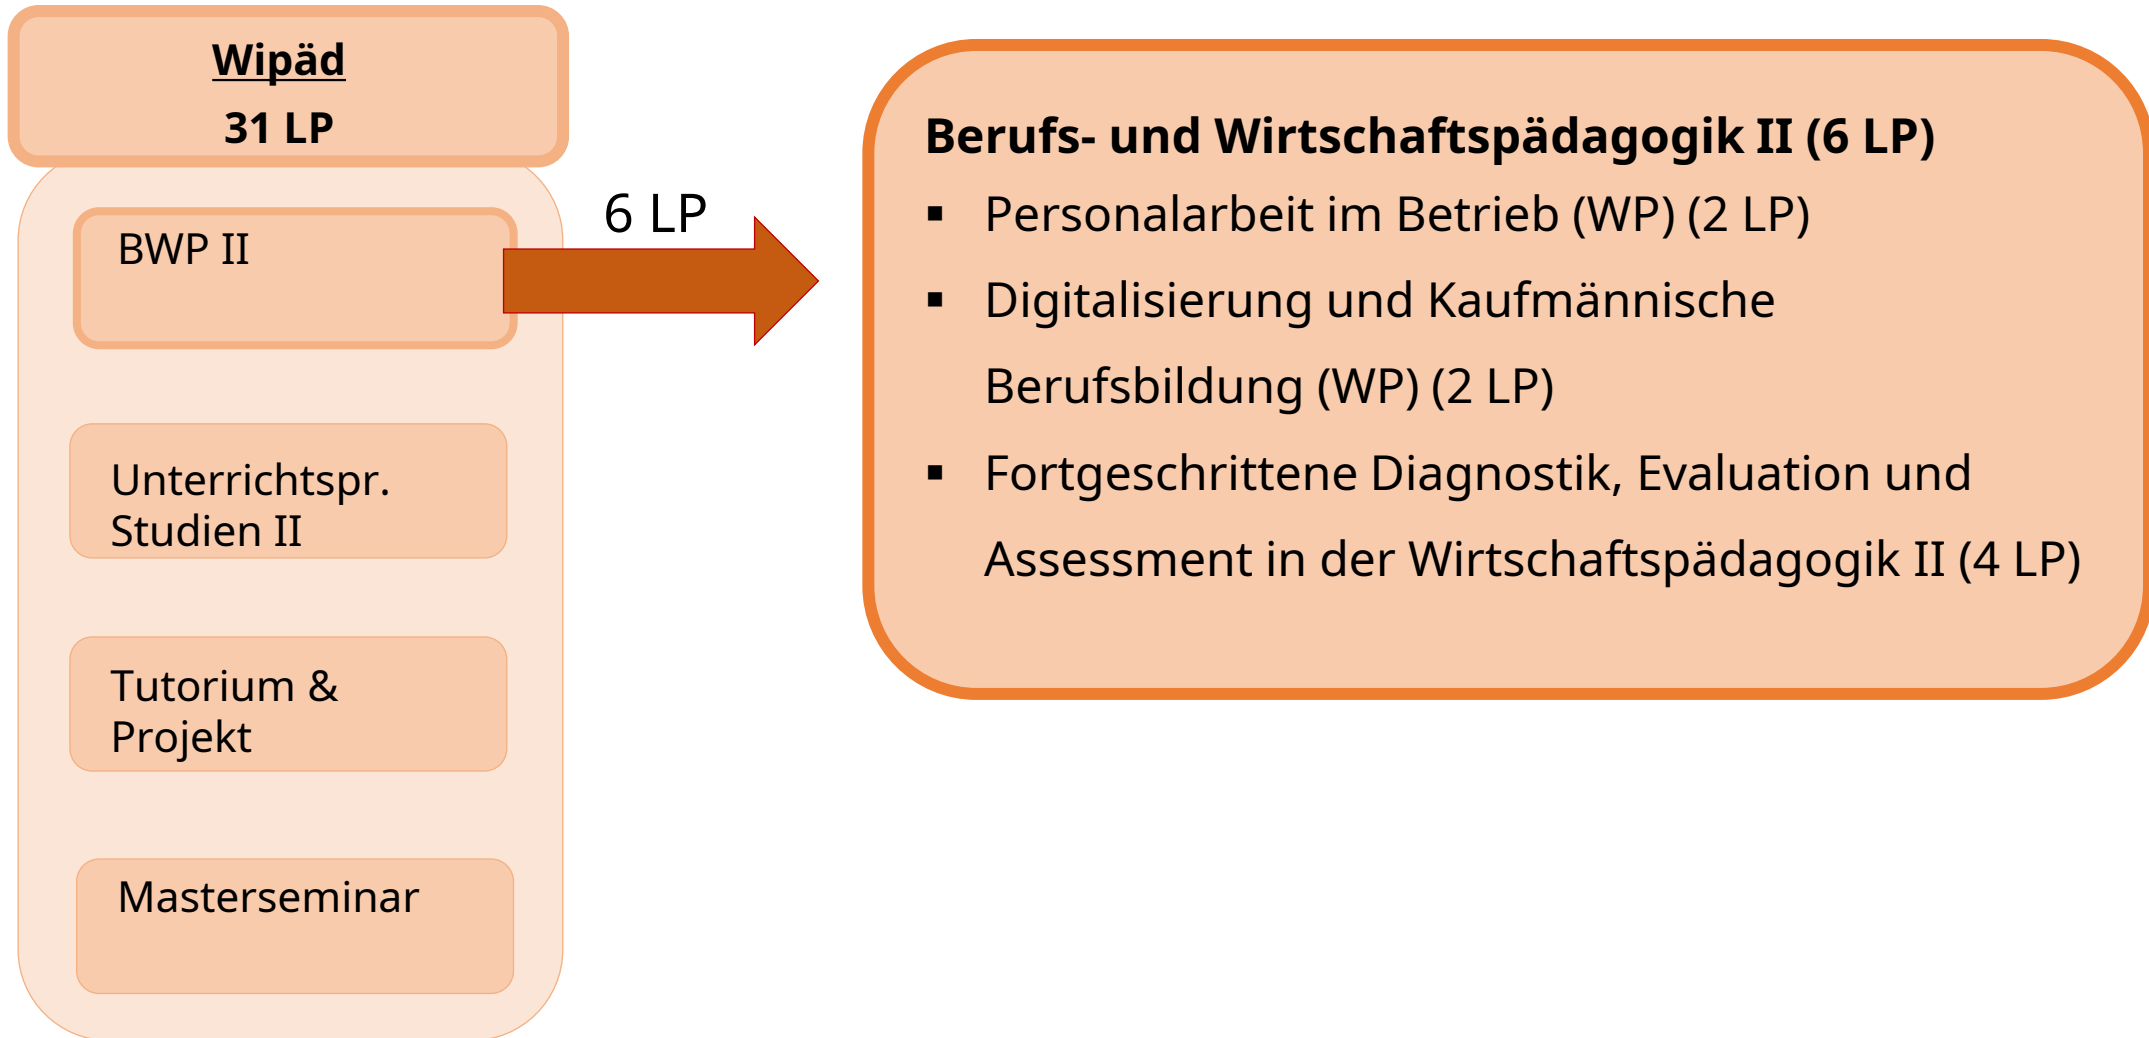 Wipäd
31 LP
BWP II
Unterrichtspr.
Studien II
Tutorium &
Projekt
Masterseminar
6 LP
Berufs- und Wirtschaftspädagogik II (6 LP)
▪ Personalarbeit im Betrieb (WP) (2 LP)
▪ Digitalisierung und Kaufmännische
Berufsbildung (WP) (2 LP)
▪ Fortgeschrittene Diagnostik, Evaluation und
Assessment in der Wirtschaftspädagogik II (4 LP)